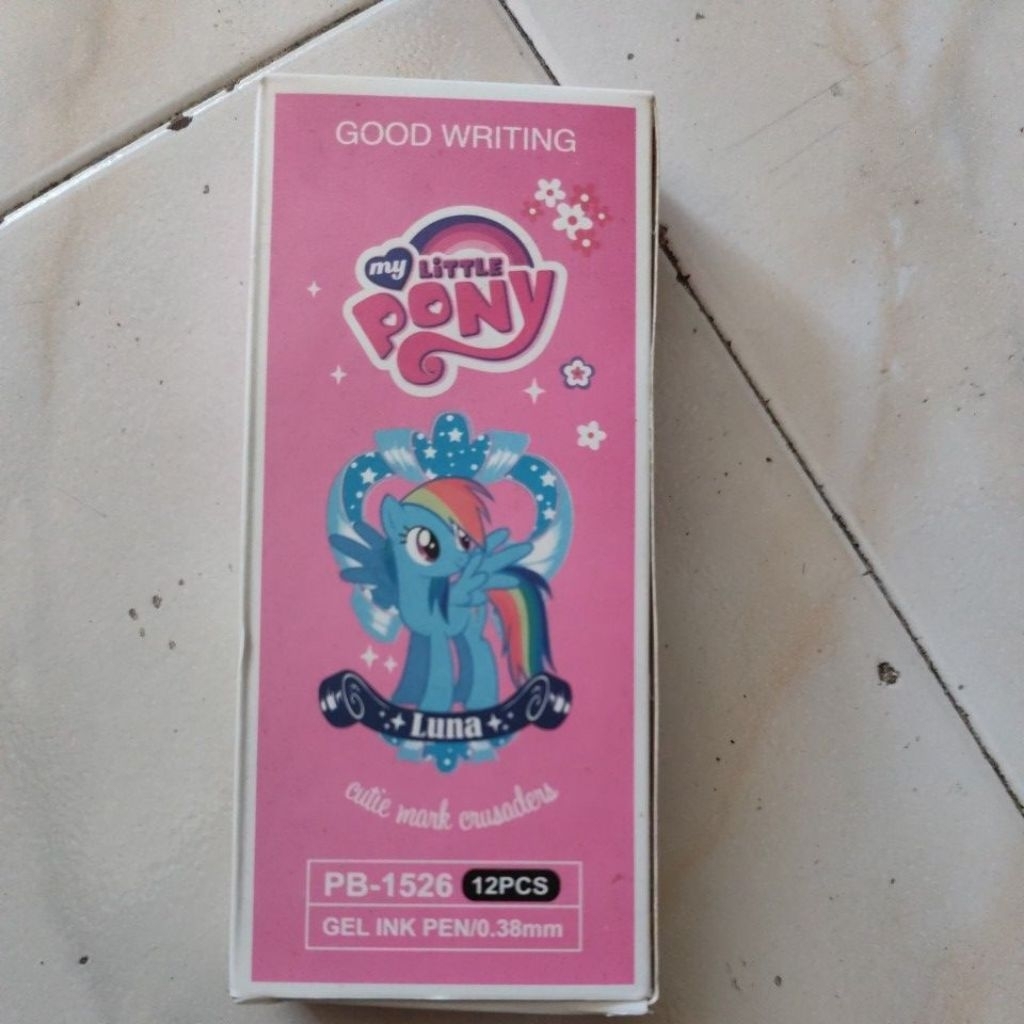 GOOD WRITING
my LiTTLE
PONY
Luna
cutie mark crusaders
PB-1526 12PCS
GEL INK PEN/0.38mm